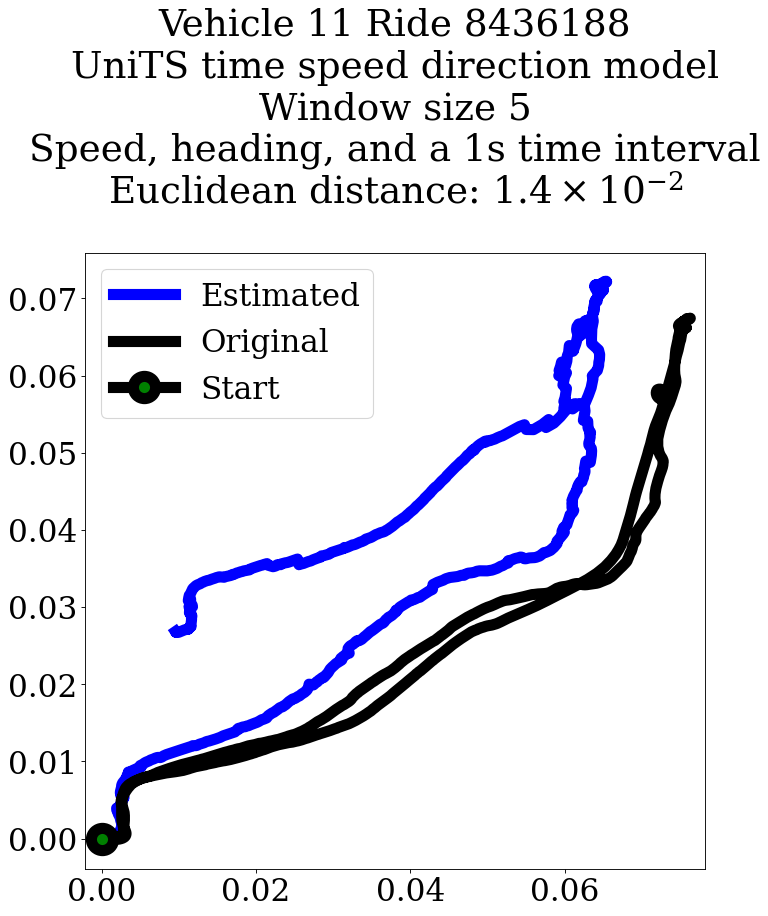 Vehicle 11 Ride 8436188
UniTS time speed direction model
Window size 5
Speed, heading, and a 1s time interval
Euclidean distance: 1.4 × 10⁻²
Estimated
Original
Start
0.07
0.06
0.05
0.04
0.03
0.02
0.01
0.00
0.00 0.02 0.04 0.06